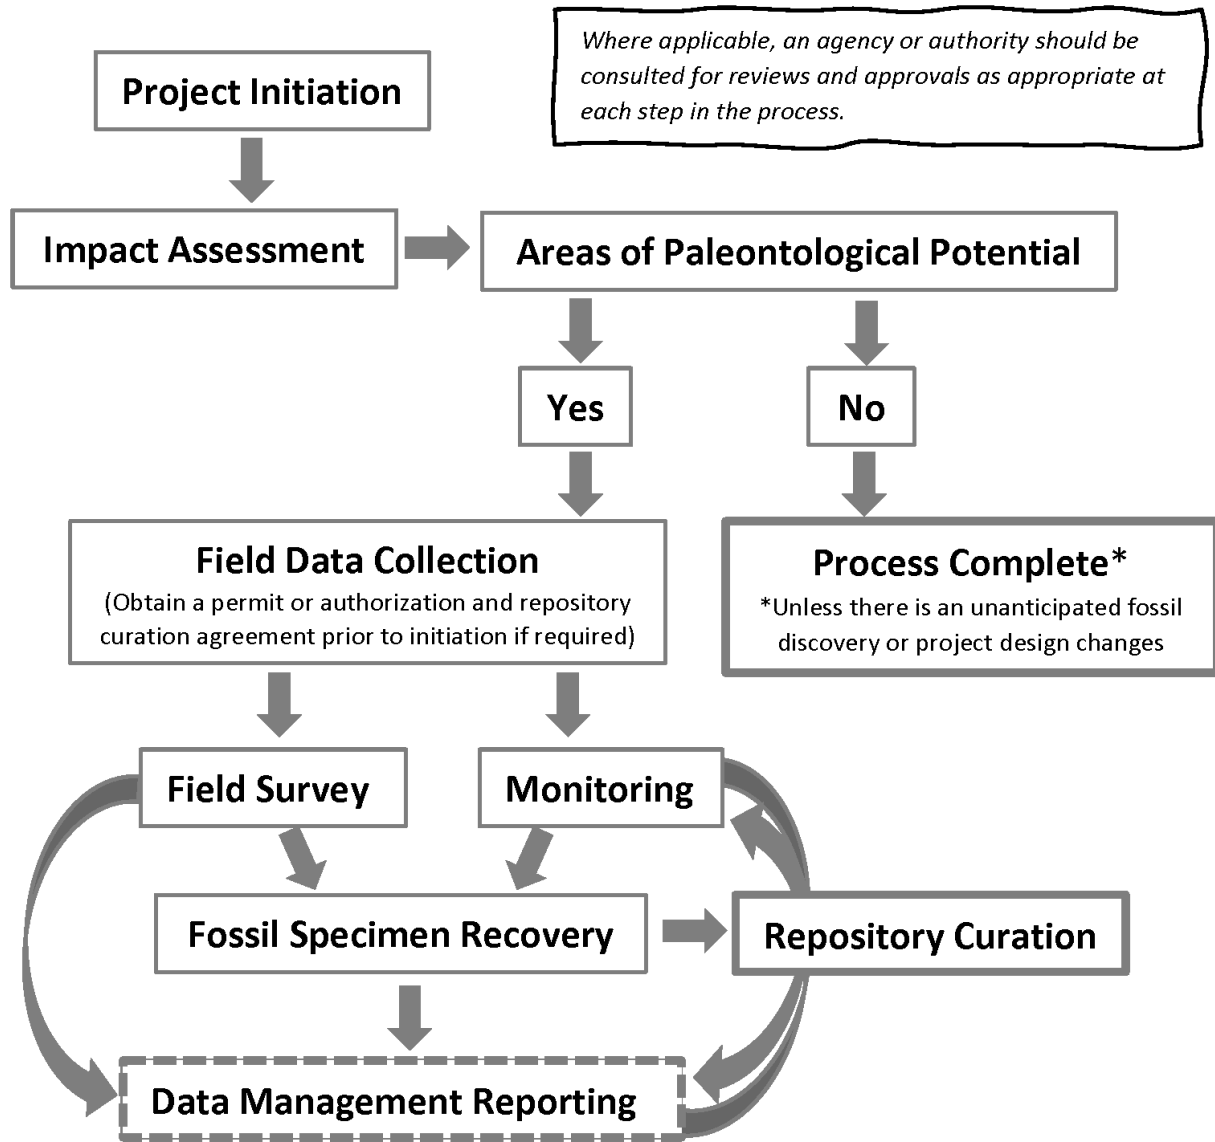 Where applicable, an agency or authority should be
consulted for reviews and approvals as appropriate at
each step in the process.
Project Initiation
Impact Assessment
Areas of Paleontological Potential
Yes
No
Field Data Collection
(Obtain a permit or authorization and repository
curation agreement prior to initiation if required)
Process Complete*
*Unless there is an unanticipated fossil
discovery or project design changes
Field Survey
Monitoring
Fossil Specimen Recovery
Repository Curation
Data Management Reporting